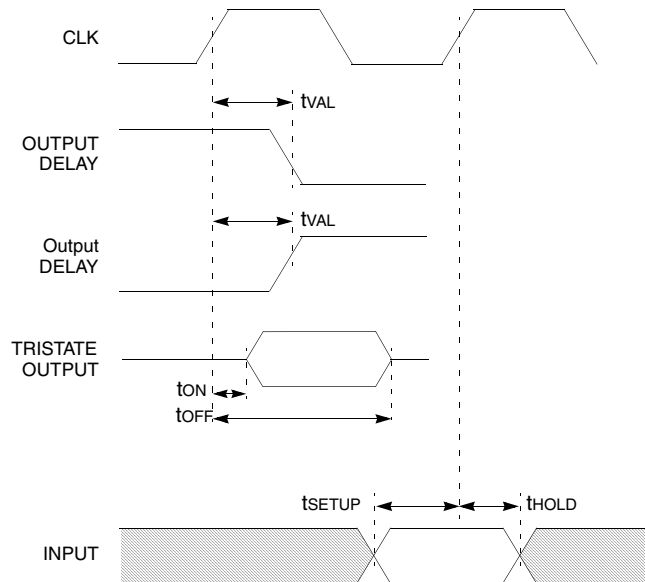 CLK
tVAL
OUTPUT
DELAY
tVAL
Output
DELAY
TRISTATE
OUTPUT
tON
tOFF
tSETUP
tHOLD
INPUT